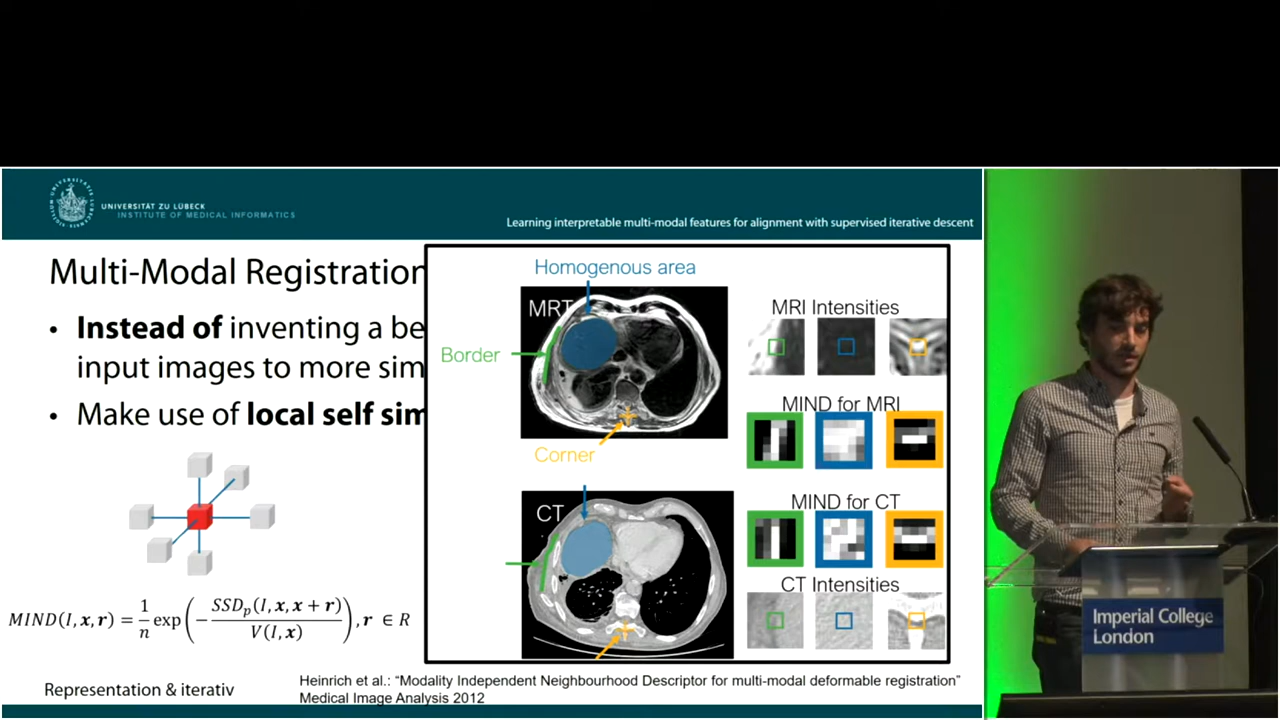 UNIVERSITÄT ZU LÜBECK
INSTITUTE OF MEDICAL INFORMATICS
Learning interpretable multi-modal features for alignment with supervised iterative descent
Multi-Modal Registration
• Instead of inventing a be
input images to more sim
• Make use of local self sim
MIND(I, x, r) = 1/n exp(− SSDp(I, x, x + r) / V(I, x)), r ∈ R
Representation & iterativ
Homogenous area
MRT
Border
Corner
CT
MRI Intensities
MIND for MRI
MIND for CT
CT Intensities
Heinrich et al.: “Modality Independent Neighbourhood Descriptor for multi-modal deformable registration”
Medical Image Analysis 2012
Imperial College
London